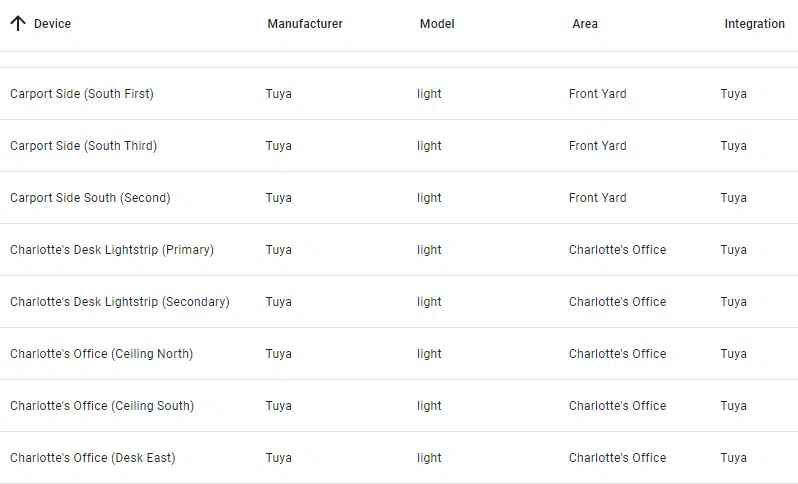 Device Manufacturer Model Area Integration
Carport Side (South First) Tuya light Front Yard Tuya
Carport Side (South Third) Tuya light Front Yard Tuya
Carport Side South (Second) Tuya light Front Yard Tuya
Charlotte's Desk Lightstrip (Primary) Tuya light Charlotte's Office Tuya
Charlotte's Desk Lightstrip (Secondary) Tuya light Charlotte's Office Tuya
Charlotte's Office (Ceiling North) Tuya light Charlotte's Office Tuya
Charlotte's Office (Ceiling South) Tuya light Charlotte's Office Tuya
Charlotte's Office (Desk East) Tuya light Charlotte's Office Tuya